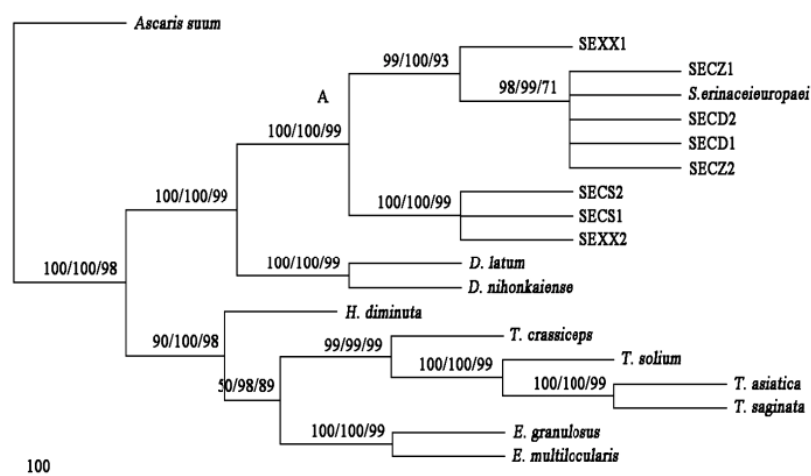 Ascaris suum
SEXX1
99/100/93
SECZ1
98/99/71
S.erinaceieuropaei
A
SECD2
100/100/99
SECD1
SECZ2
100/100/99
SECS2
100/100/99
SECS1
SEXX2
100/100/99
D. latum
100/100/98
D. nihonkaiense
H. diminuta
90/100/98
T. crassiceps
99/99/99
T. solium
100/100/99
50/98/89
100/100/99
T. asiatica
T. saginata
100/100/99
E. granulosus
E. multilocularis
100